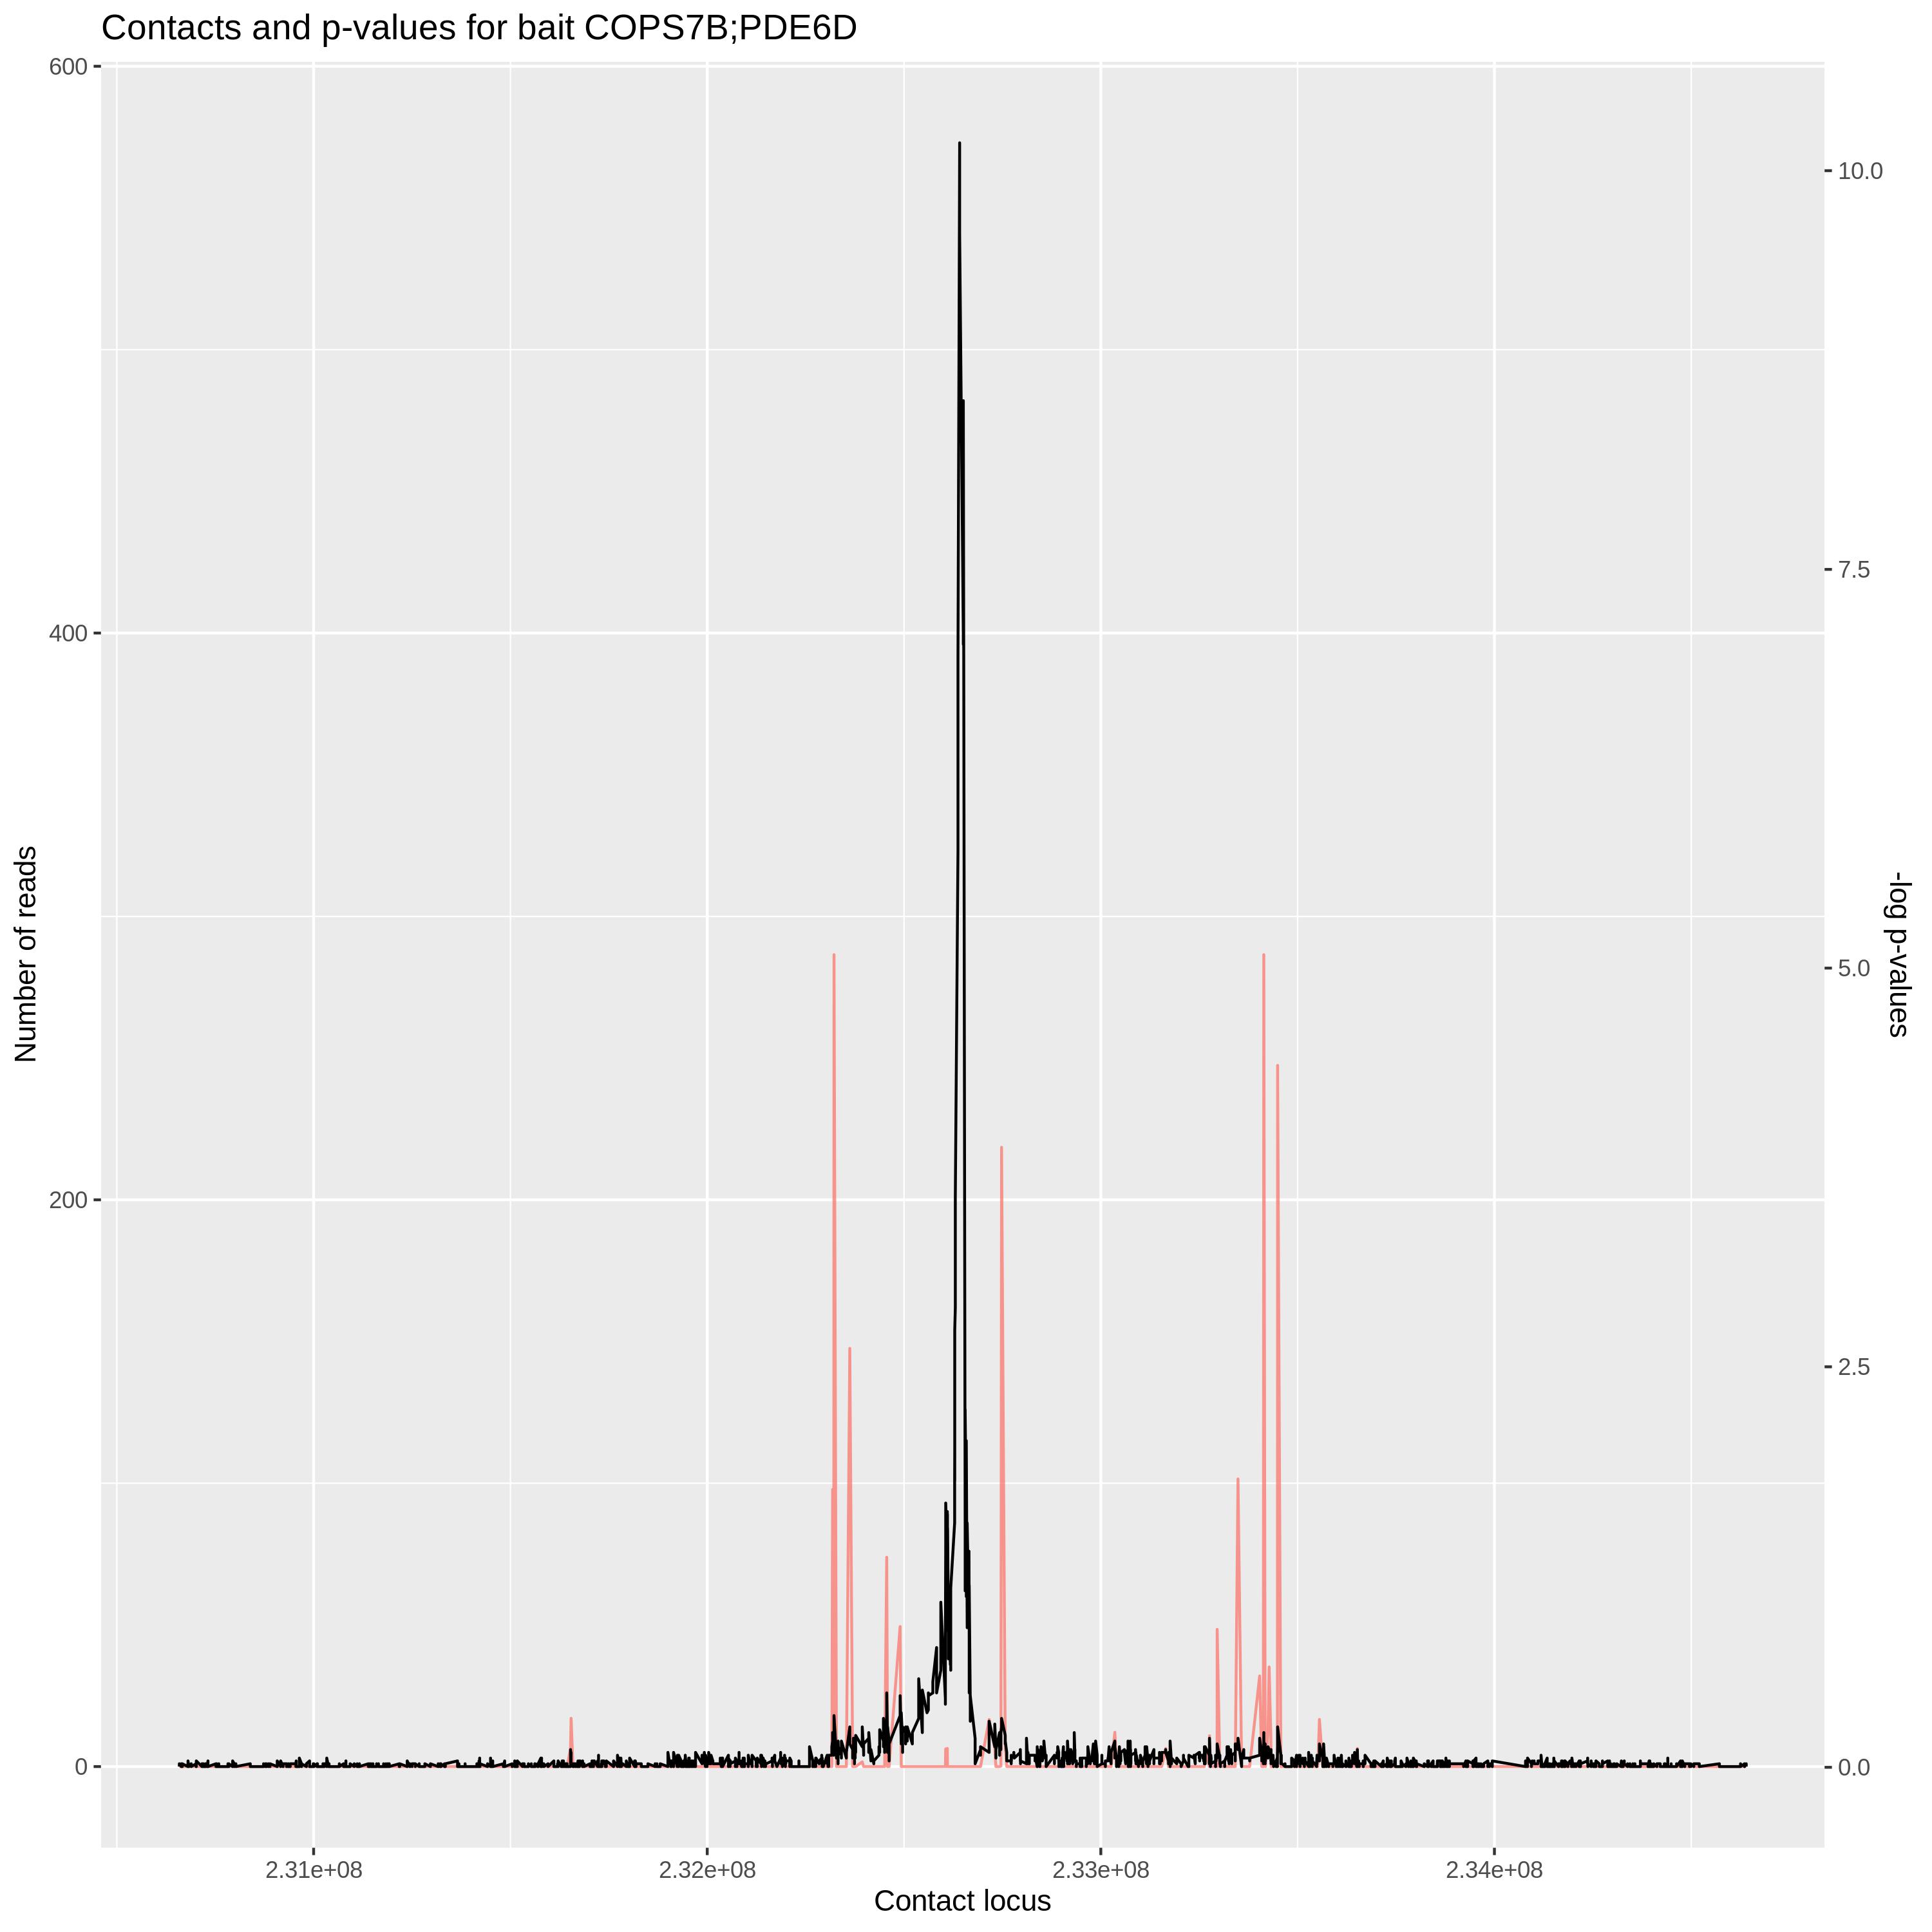 Contacts and p-values for bait COPS7B;PDE6D
600
400
200
0
Number of reads
10.0
7.5
5.0
2.5
0.0
-log p-values
2.31e+08
2.32e+08
2.33e+08
2.34e+08
Contact locus